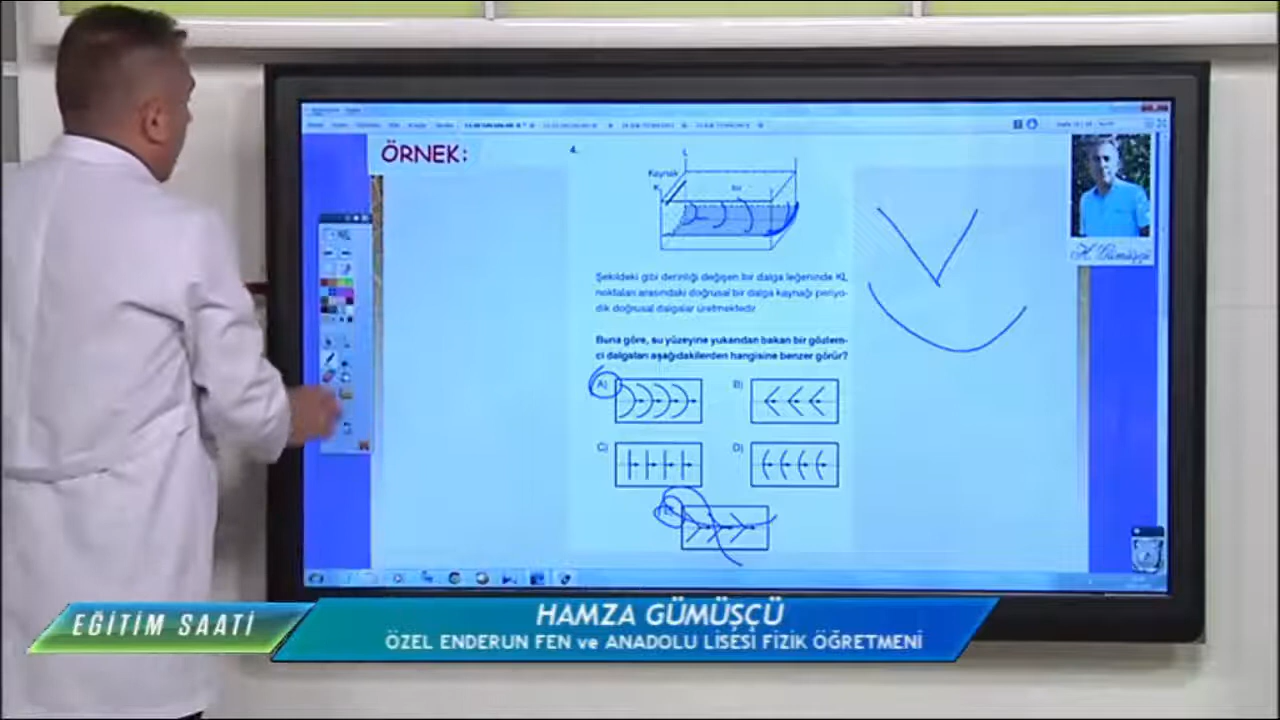 ÖRNEK:
4.
L
Kaynak
K
su
H. Gümüşçü
Şekildeki gibi derinliği değişen bir dalga leğeninde KL
noktaları arasındaki doğrusal bir dalga kaynağı periyo-
dik doğrusal dalgalar üretmektedir.
Buna göre, su yüzeyine yukarıdan bakan bir gözlem-
ci dalgaları aşağıdakilerden hangisine benzer görür?
A)
B)
C)
D)
EĞİTİM SAATİ
HAMZA GÜMÜŞÇÜ
ÖZEL ENDERUN FEN ve ANADOLU LİSESİ FİZİK ÖĞRETMENİ